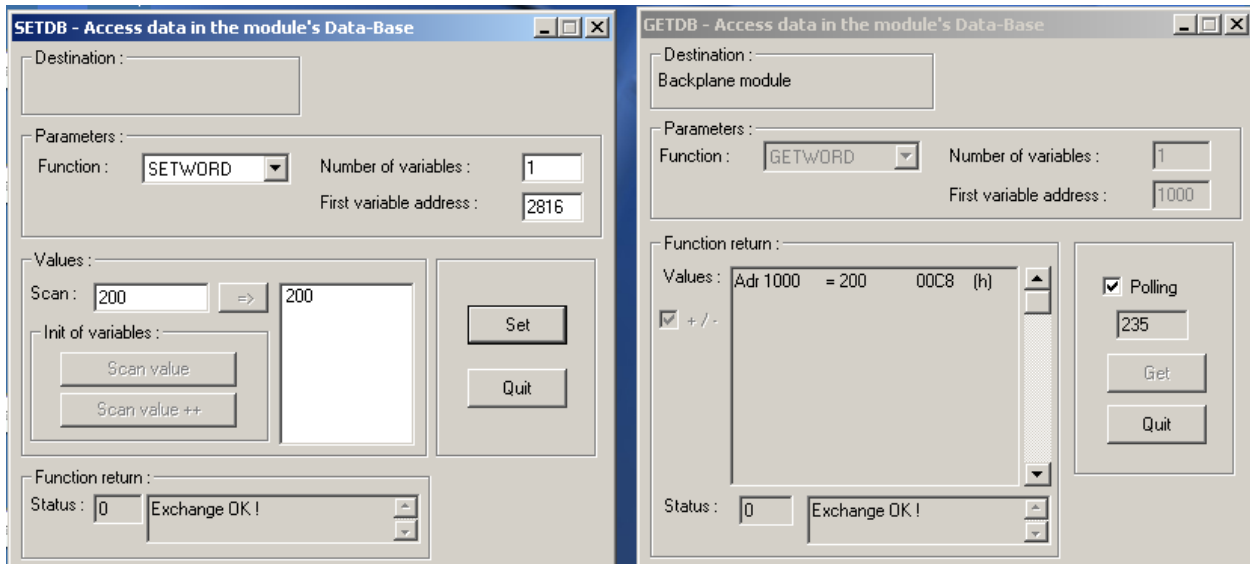 SETDB - Access data in the module's Data-Base
Destination :
Parameters :
Function : SETWORD Number of variables : 1
First variable address : 2816
Values :
Scan : 200 => 200
Init of variables :
Scan value
Scan value ++
Set
Quit
Function return :
Status : 0 Exchange OK !
GETDB - Access data in the module's Data-Base
Destination :
Backplane module
Parameters :
Function : GETWORD Number of variables : 1
First variable address : 1000
Function return :
Values : Adr 1000 = 200 00C8 (h)
+ / -
Polling
235
Get
Quit
Status : 0 Exchange OK !